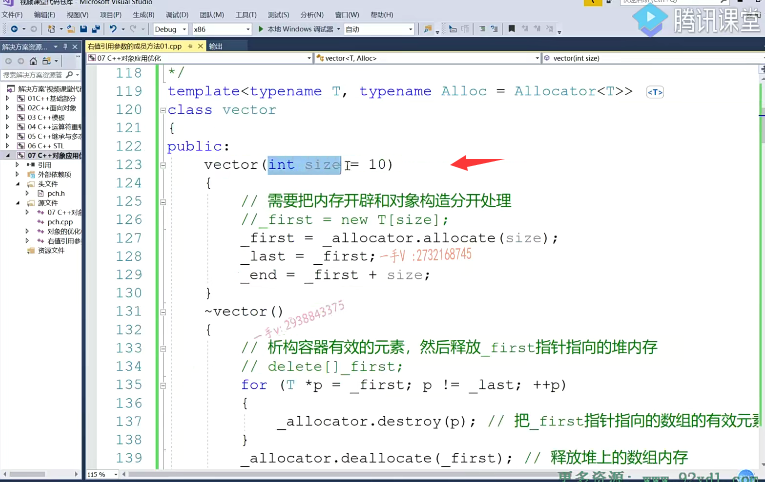 视频课堂代码仓库 - Microsoft Visual Studio
腾讯课堂
文件(F) 编辑(E) 视图(V) 项目(P) 生成(B) 调试(D) 团队(M) 工具(T) 测试(S) 分析(N) 窗口(W) 帮助(H)
Debug x86 本地 Windows 调试器 自动
解决方案资源... 右值引用参数的成员方法01.cpp 输出
07 C++对象应用优化 vector<T, Alloc> vector(int size)
搜索解决方案资源管
解决方案"视频课堂代
01C++基础部分
02C++面向对象
03 C++模板
04 C++运算符重
05 C++继承与多态
06 C++ STL
07 C++对象应用优
引用
外部依赖项
头文件
pch.h
源文件
07 C++对象
pch.cpp
对象的优化
右值引用参
资源文件
118 */
119 template<typename T, typename Alloc = Allocator<T>> <T>
120 class vector
121 {
122 public:
123 vector(int size = 10)
124 {
125 // 需要把内存开辟和对象构造分开处理
126 //_first = new T[size];
127 _first = _allocator.allocate(size);
128 _last = _first;
一手V :2732168745
129 _end = _first + size;
130 }
131 ~vector()
一手v: 2938843375
132 {
133 // 析构容器有效的元素，然后释放_first指针指向的堆内存
134 // delete[]_first;
135 for (T *p = _first; p != _last; ++p)
136 {
137 _allocator.destroy(p); // 把_first指针指向的数组的有效元素
138 }
139 _allocator.deallocate(_first); // 释放堆上的数组内存
115 %